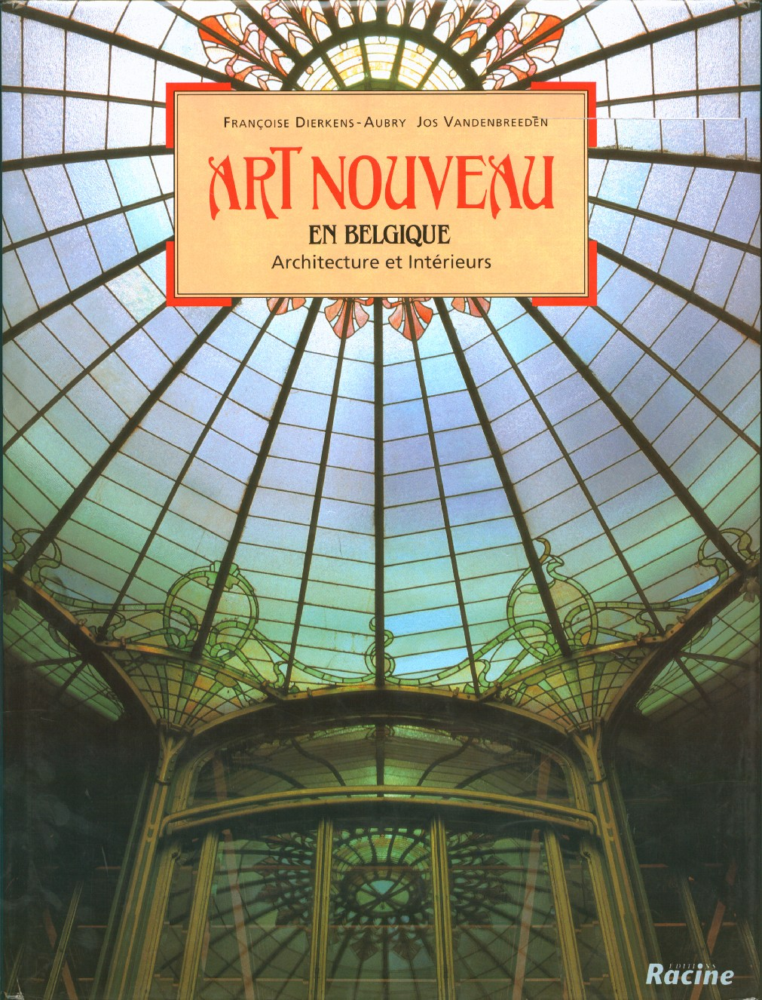 FRANÇOISE DIERKENS-AUBRY JOS VANDENBREEDEN
ART NOUVEAU
EN BELGIQUE
Architecture et Intérieurs
EDITIONS
Racine